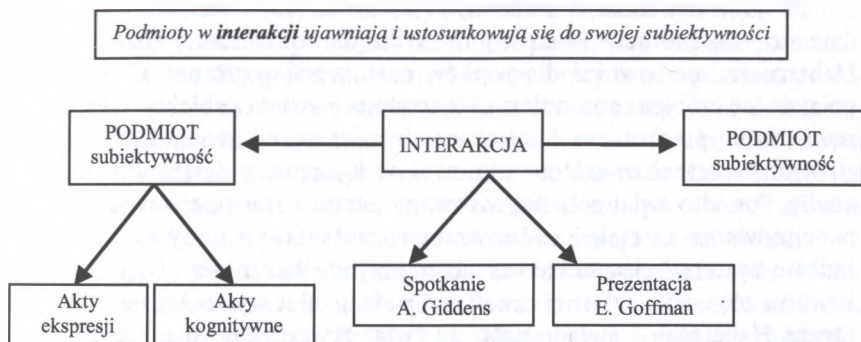 Podmioty w interakcji ujawniają i ustosunkowują się do swojej subiektywności
PODMIOT
subiektywność
INTERAKCJA
PODMIOT
subiektywność
Akty
ekspresji
Akty
kognitywne
Spotkanie
A. Giddens
Prezentacja
E. Goffman